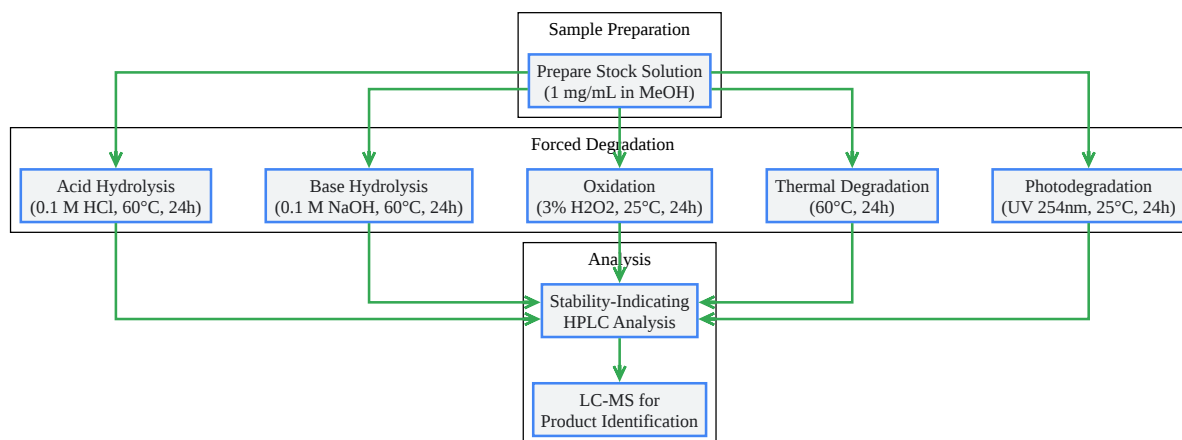 Sample Preparation
Prepare Stock Solution
(1 mg/mL in MeOH)
Forced Degradation
Acid Hydrolysis
(0.1 M HCl, 60°C, 24h)
Base Hydrolysis
(0.1 M NaOH, 60°C, 24h)
Oxidation
(3% H2O2, 25°C, 24h)
Thermal Degradation
(60°C, 24h)
Photodegradation
(UV 254nm, 25°C, 24h)
Analysis
Stability-Indicating
HPLC Analysis
LC-MS for
Product Identification